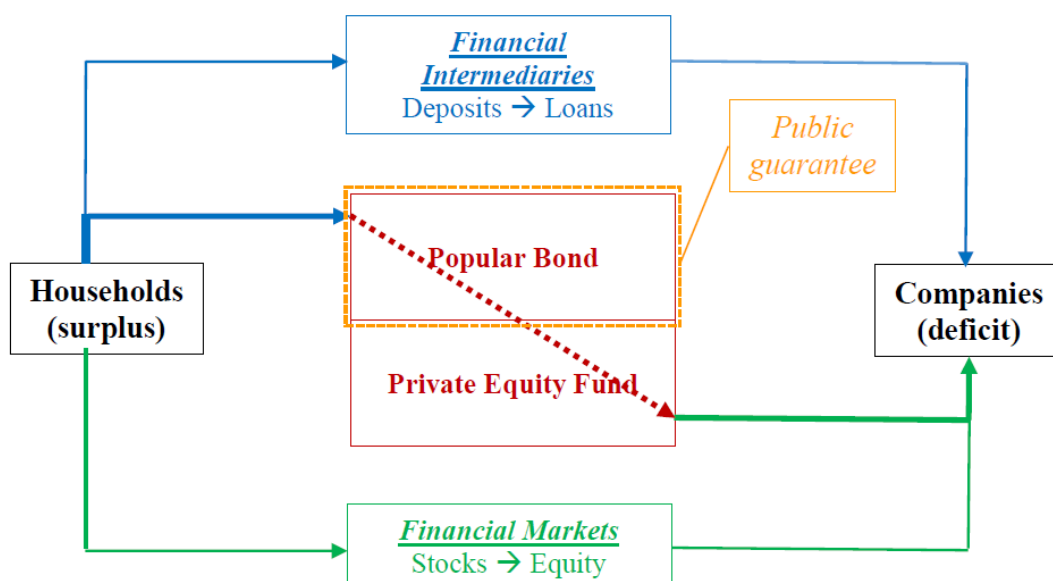 Financial
Intermediaries
Deposits → Loans
Public
guarantee
Popular Bond
Households
(surplus)
Companies
(deficit)
Private Equity Fund
Financial Markets
Stocks → Equity